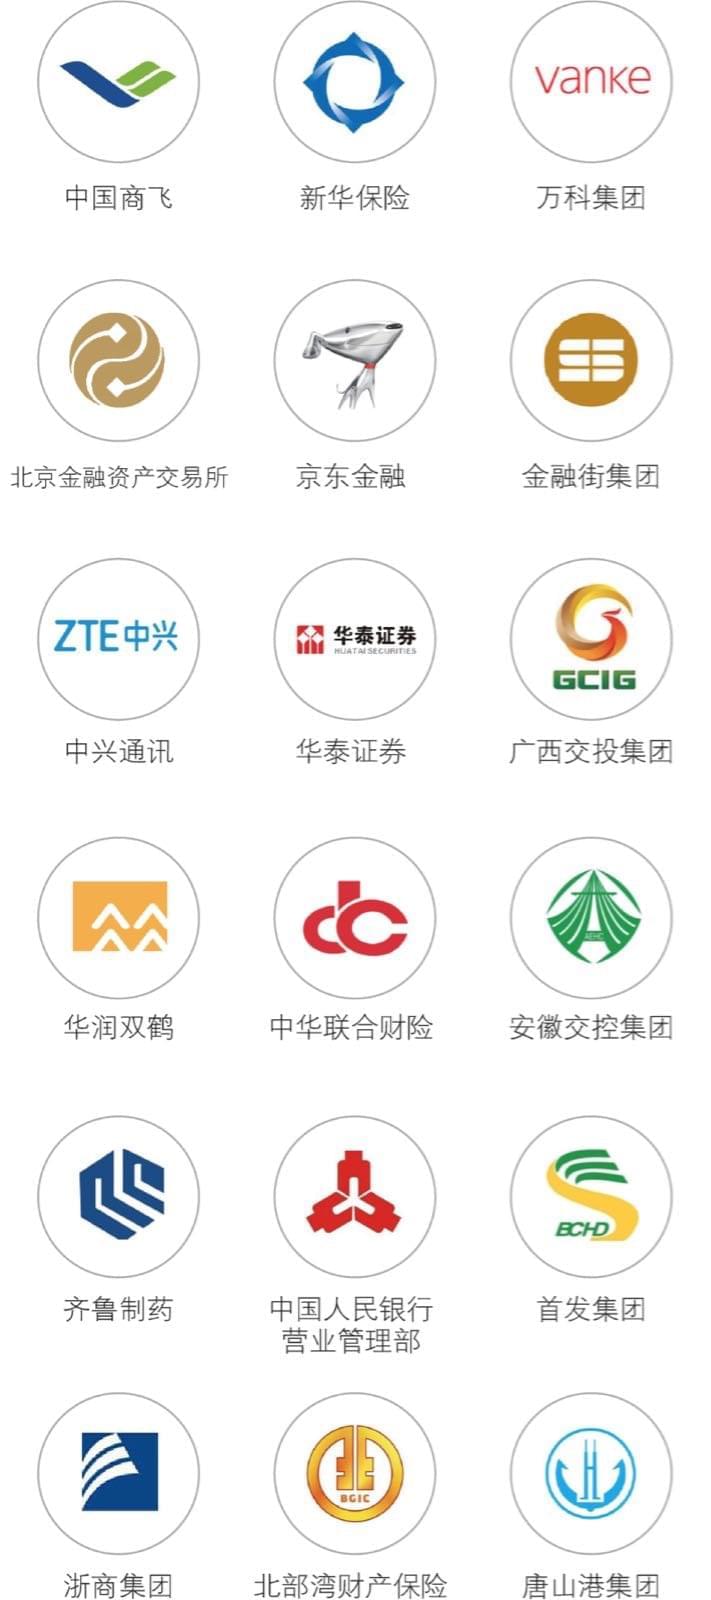 vanke
中国商飞
新华保险
万科集团
北京金融资产交易所
京东金融
金融街集团
ZTE中兴
华泰证券
HUATAI SECURITIES
GCIG
中兴通讯
华泰证券
广西交投集团
AEHC
华润双鹤
中华联合财险
安徽交控集团
BCHD
齐鲁制药
中国人民银行
营业管理部
首发集团
BGIC
浙商集团
北部湾财产保险
唐山港集团